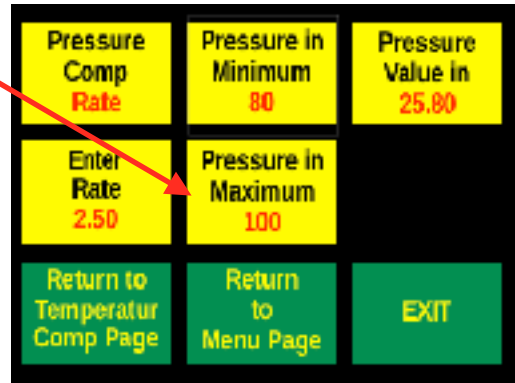 Pressure
Comp
Rate
Pressure in
Minimum
80
Pressure
Value in
25.80
Enter
Rate
2.50
Pressure in
Maximum
100
Return to
Temperatur
Comp Page
Return
to
Menu Page
EXIT